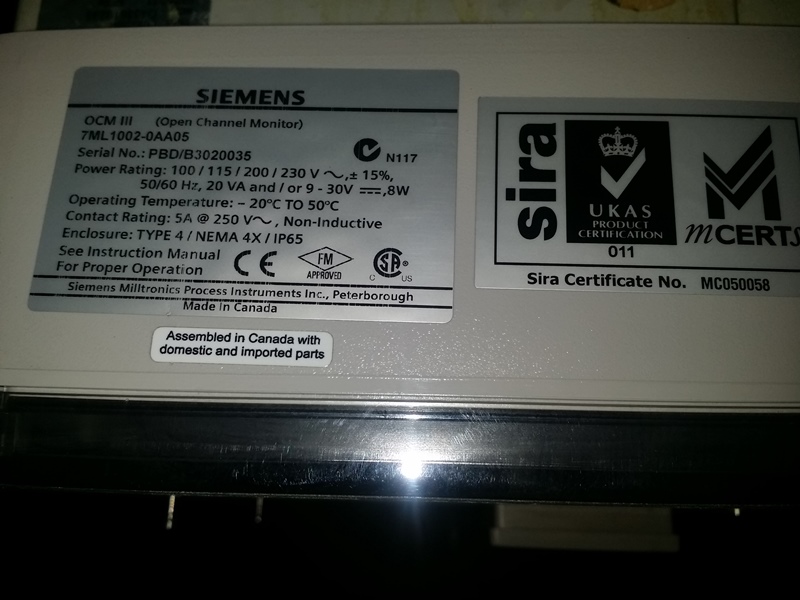 SIEMENS
OCM III (Open Channel Monitor)
7ML1002-0AA05
Serial No.: PBD/B3020035
N117
Power Rating: 100 / 115 / 200 / 230 V ～,± 15%,
50/60 Hz, 20 VA and / or 9 - 30V ⎓,8W
Operating Temperature: – 20°C TO 50°C
Contact Rating: 5A @ 250 V～, Non-Inductive
Enclosure: TYPE 4 / NEMA 4X / IP65
See Instruction Manual
For Proper Operation
CE
FM
APPROVED
SA
C US
Siemens Milltronics Process Instruments Inc., Peterborough
Made in Canada
Assembled in Canada with
domestic and imported parts
sira
UKAS
PRODUCT
CERTIFICATION
011
mCERTS
Sira Certificate No. MC050058